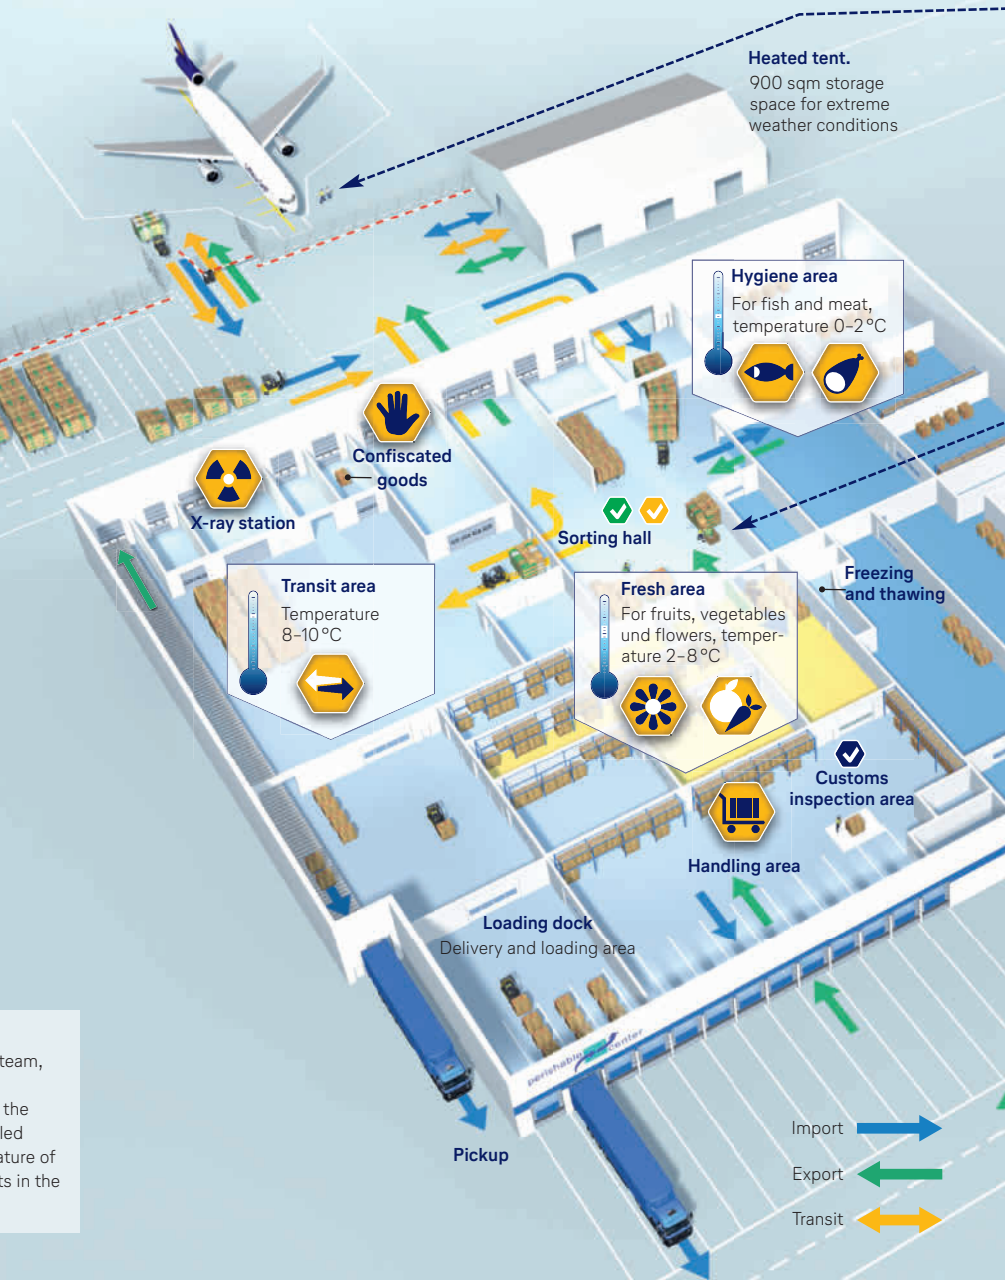 Heated tent.
900 sqm storage
space for extreme
weather conditions
Hygiene area
For fish and meat,
temperature 0–2 °C
Confiscated
goods
X-ray station
Sorting hall
Transit area
Temperature
8–10 °C
Fresh area
For fruits, vegetables
und flowers, temper-
ature 2–8 °C
Freezing
and thawing
Customs
inspection area
Handling area
Loading dock
Delivery and loading area
perishable center
Pickup
team,
the
led
ature of
ts in the
Import
Export
Transit